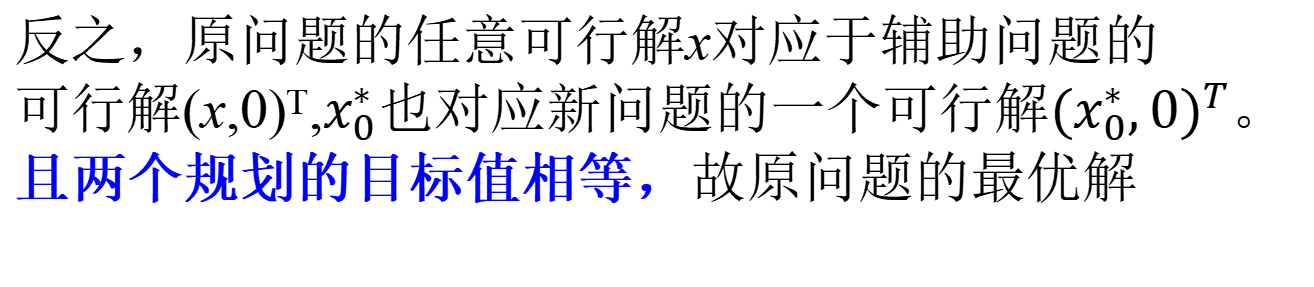 反之，原问题的任意可行解x对应于辅助问题的
可行解(x,0)ᵀ,x₀*也对应新问题的一个可行解(x₀*, 0)ᵀ。
且两个规划的目标值相等，故原问题的最优解